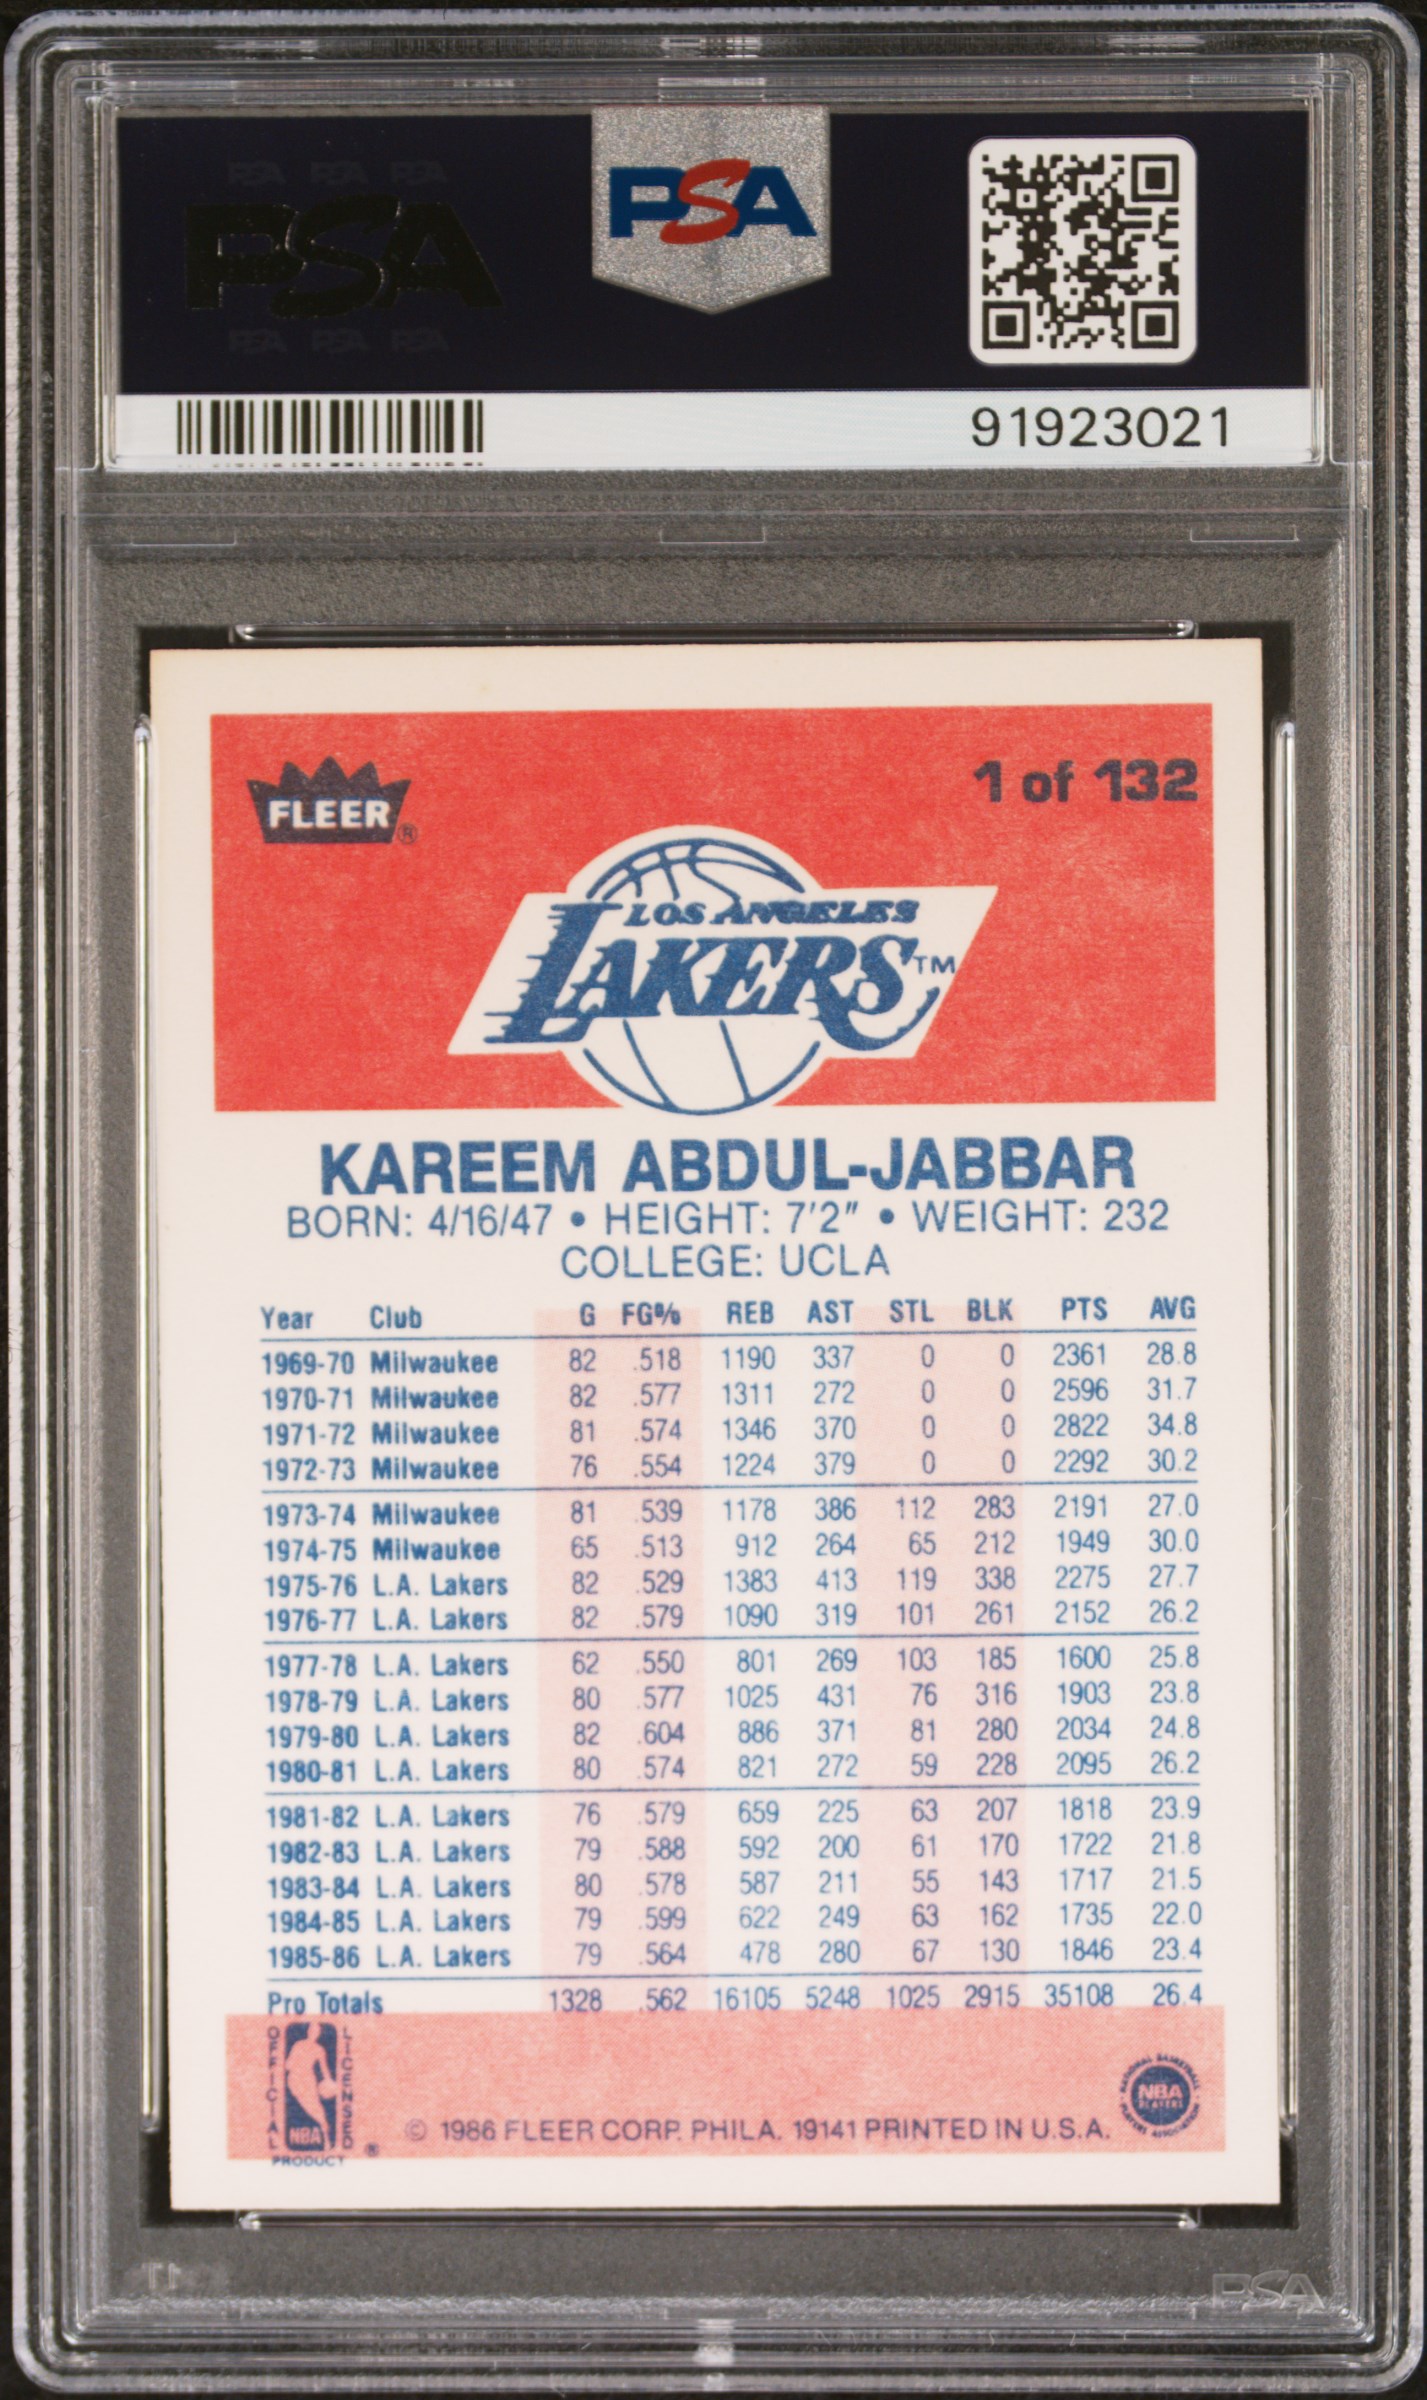 PSA PSA PSA
PSA
PSA PSA PSA
PSA
91923021
FLEER®
1 of 132
LOS ANGELES
LAKERS™
KAREEM ABDUL-JABBAR
BORN: 4/16/47 • HEIGHT: 7'2" • WEIGHT: 232
COLLEGE: UCLA
Year Club G FG% REB AST STL BLK PTS AVG
1969-70 Milwaukee 82 .518 1190 337 0 0 2361 28.8
1970-71 Milwaukee 82 .577 1311 272 0 0 2596 31.7
1971-72 Milwaukee 81 .574 1346 370 0 0 2822 34.8
1972-73 Milwaukee 76 .554 1224 379 0 0 2292 30.2
1973-74 Milwaukee 81 .539 1178 386 112 283 2191 27.0
1974-75 Milwaukee 65 .513 912 264 65 212 1949 30.0
1975-76 L.A. Lakers 82 .529 1383 413 119 338 2275 27.7
1976-77 L.A. Lakers 82 .579 1090 319 101 261 2152 26.2
1977-78 L.A. Lakers 62 .550 801 269 103 185 1600 25.8
1978-79 L.A. Lakers 80 .577 1025 431 76 316 1903 23.8
1979-80 L.A. Lakers 82 .604 886 371 81 280 2034 24.8
1980-81 L.A. Lakers 80 .574 821 272 59 228 2095 26.2
1981-82 L.A. Lakers 76 .579 659 225 63 207 1818 23.9
1982-83 L.A. Lakers 79 .588 592 200 61 170 1722 21.8
1983-84 L.A. Lakers 80 .578 587 211 55 143 1717 21.5
1984-85 L.A. Lakers 79 .599 622 249 63 162 1735 22.0
1985-86 L.A. Lakers 79 .564 478 280 67 130 1846 23.4
Pro Totals 1328 .562 16105 5248 1025 2915 35108 26.4
OFFICIAL LICENSED
NBA
PRODUCT ®
© 1986 FLEER CORP. PHILA. 19141 PRINTED IN U.S.A.
NATIONAL BASKETBALL
NBA
PLAYERS
PLAYERS ASSOCIATION
PSA